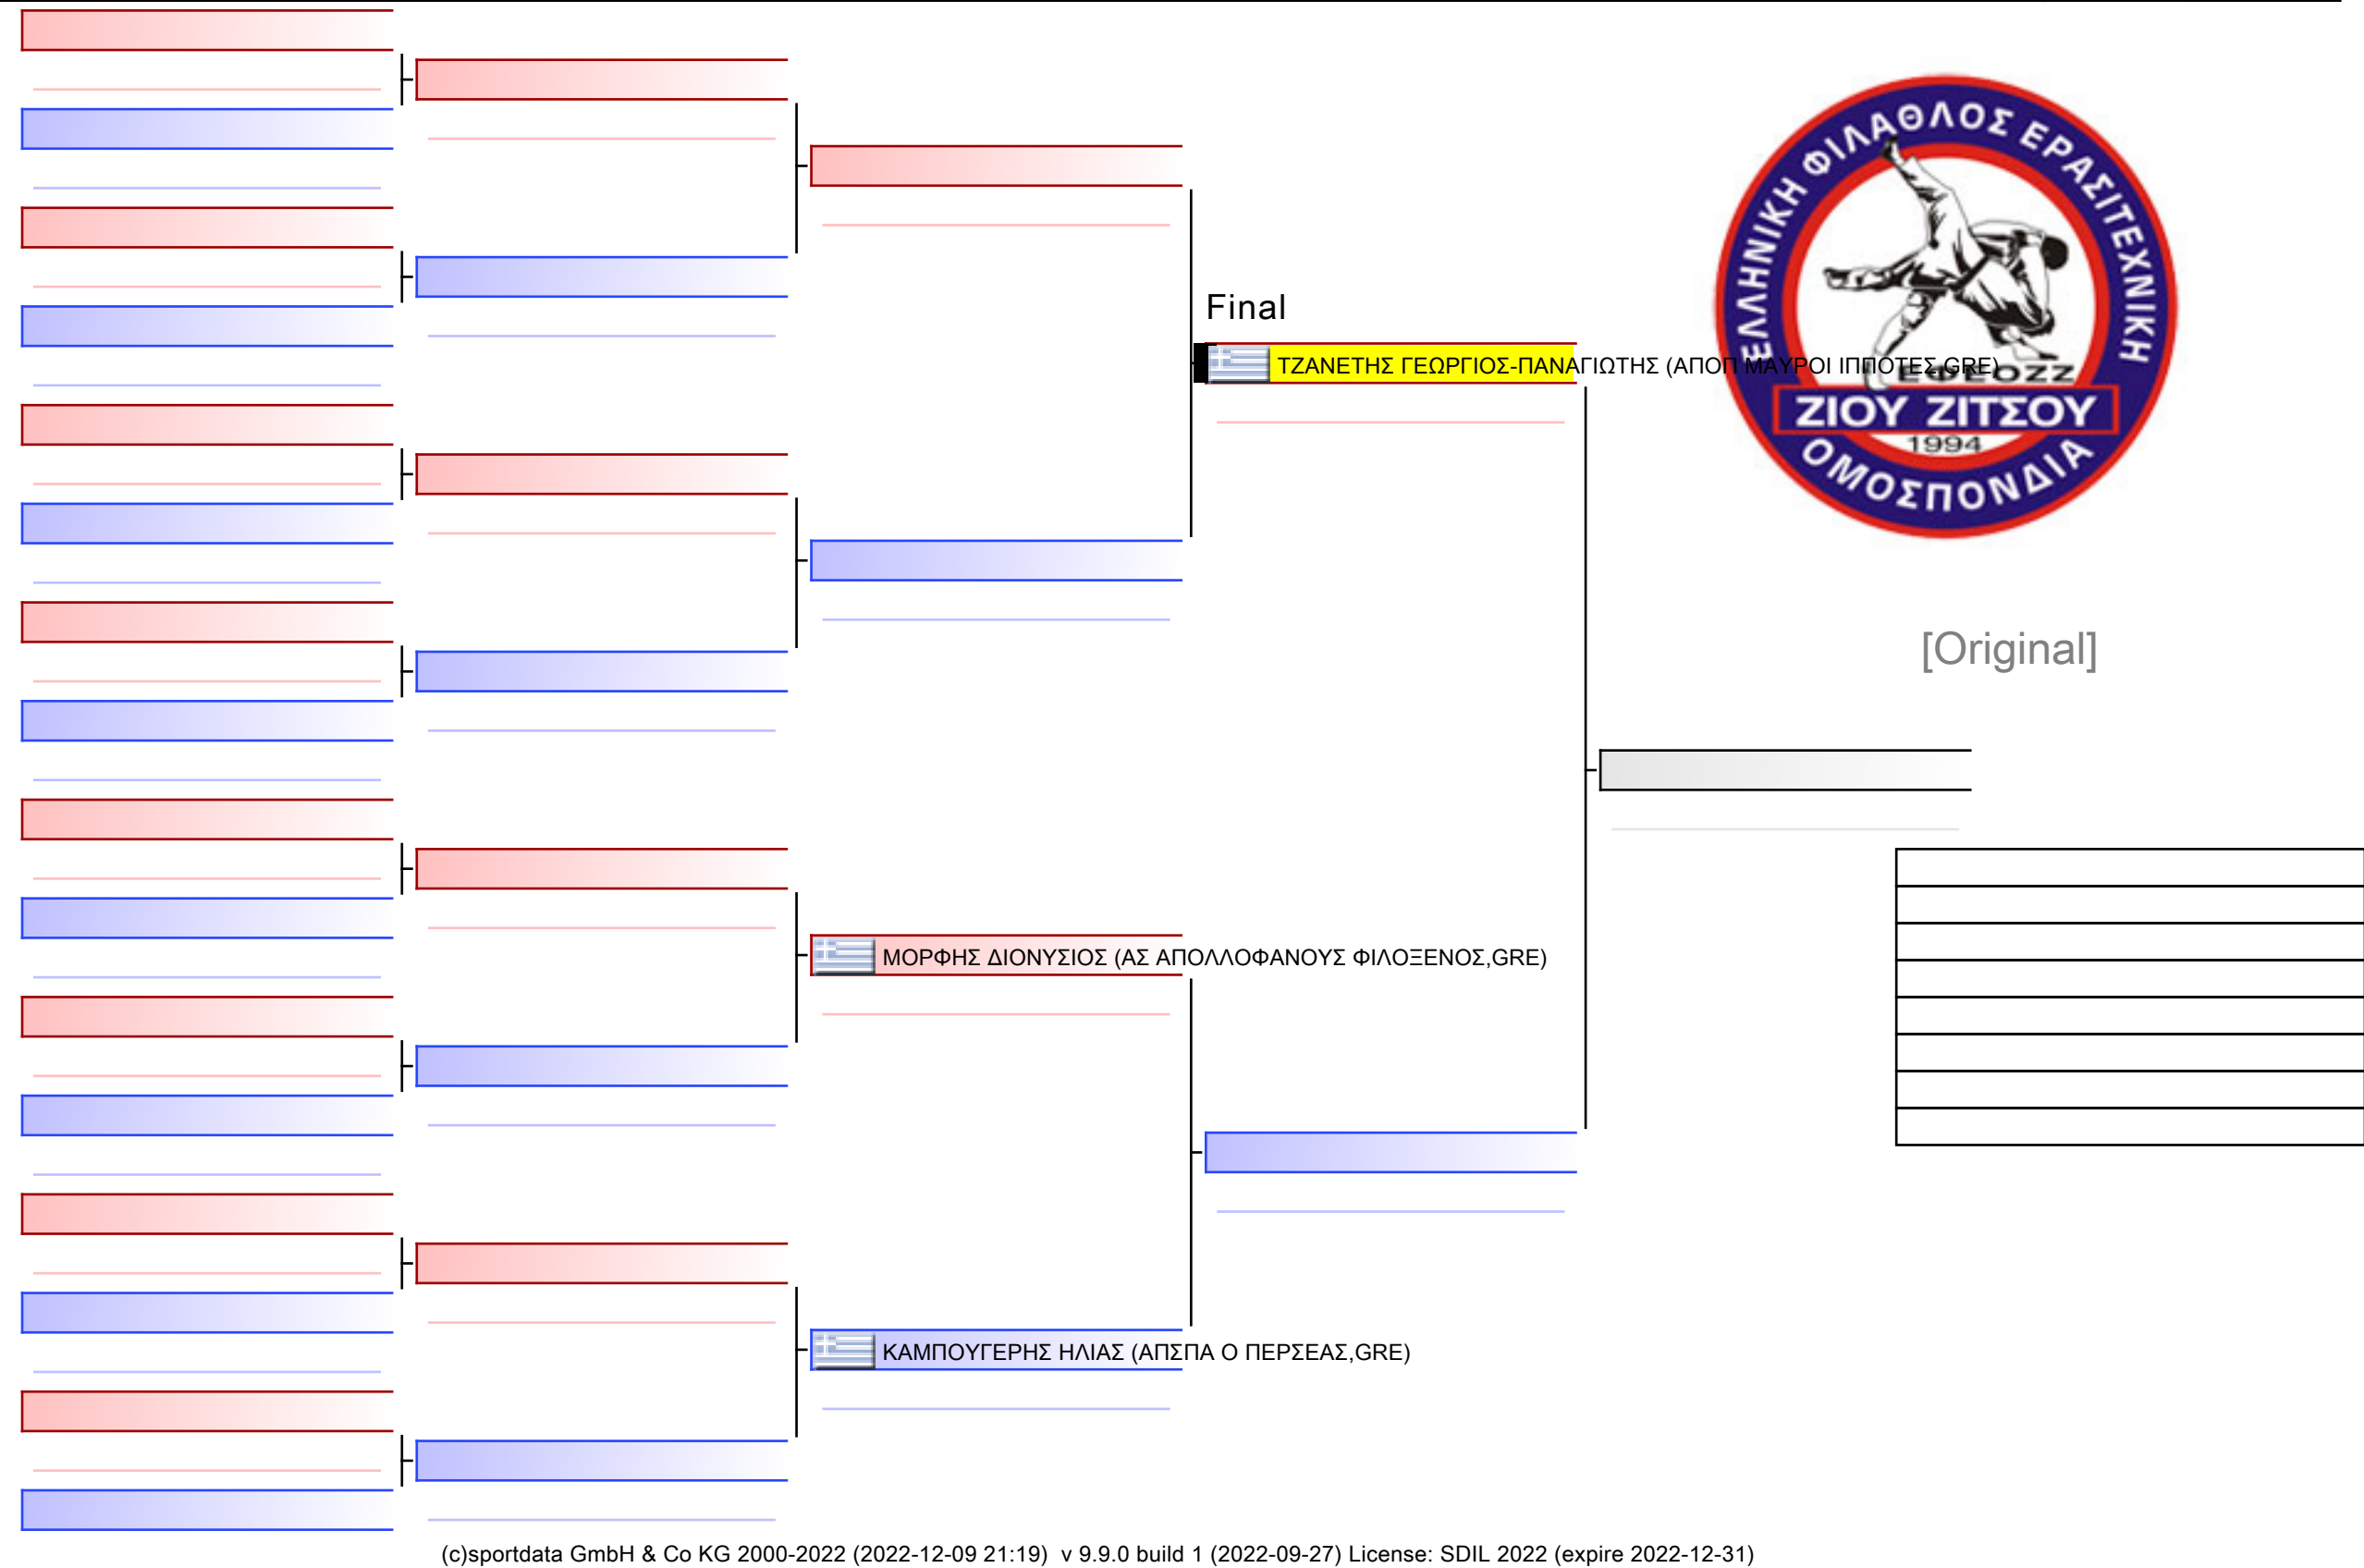 ΕΛΛΗΝΙΚΗ ΦΙΛΑΘΛΟΣ ΕΡΑΣΙΤΕΧΝΙΚΗ
Final
ΤΖΑΝΕΤΗΣ ΓΕΩΡΓΙΟΣ-ΠΑΝΑΓΙΩΤΗΣ (ΑΠΟΠ ΜΑΥΡΟΙ ΙΠΠΟΤΕΣ,GRE)
ΕΦΕΟΖΖ
ΖΙΟΥ ΖΙΤΣΟΥ
1994
ΟΜΟΣΠΟΝΔΙΑ
[Original]
ΜΟΡΦΗΣ ΔΙΟΝΥΣΙΟΣ (ΑΣ ΑΠΟΛΛΟΦΑΝΟΥΣ ΦΙΛΟΞΕΝΟΣ,GRE)
ΚΑΜΠΟΥΓΕΡΗΣ ΗΛΙΑΣ (ΑΠΣΠΑ Ο ΠΕΡΣΕΑΣ,GRE)
(c)sportdata GmbH & Co KG 2000-2022 (2022-12-09 21:19) v 9.9.0 build 1 (2022-09-27) License: SDIL 2022 (expire 2022-12-31)